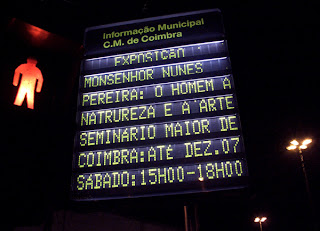 Informação Municipal
C.M. de Coimbra
EXPOSIÇÃO
MONSENHOR NUNES
PEREIRA: O HOMEM A
NATRUREZA E A'ARTE
SEMINÁRIO MAIOR DE
COIMBRA:ATÉ DEZ.07
SÁBADO:15H00-18H00